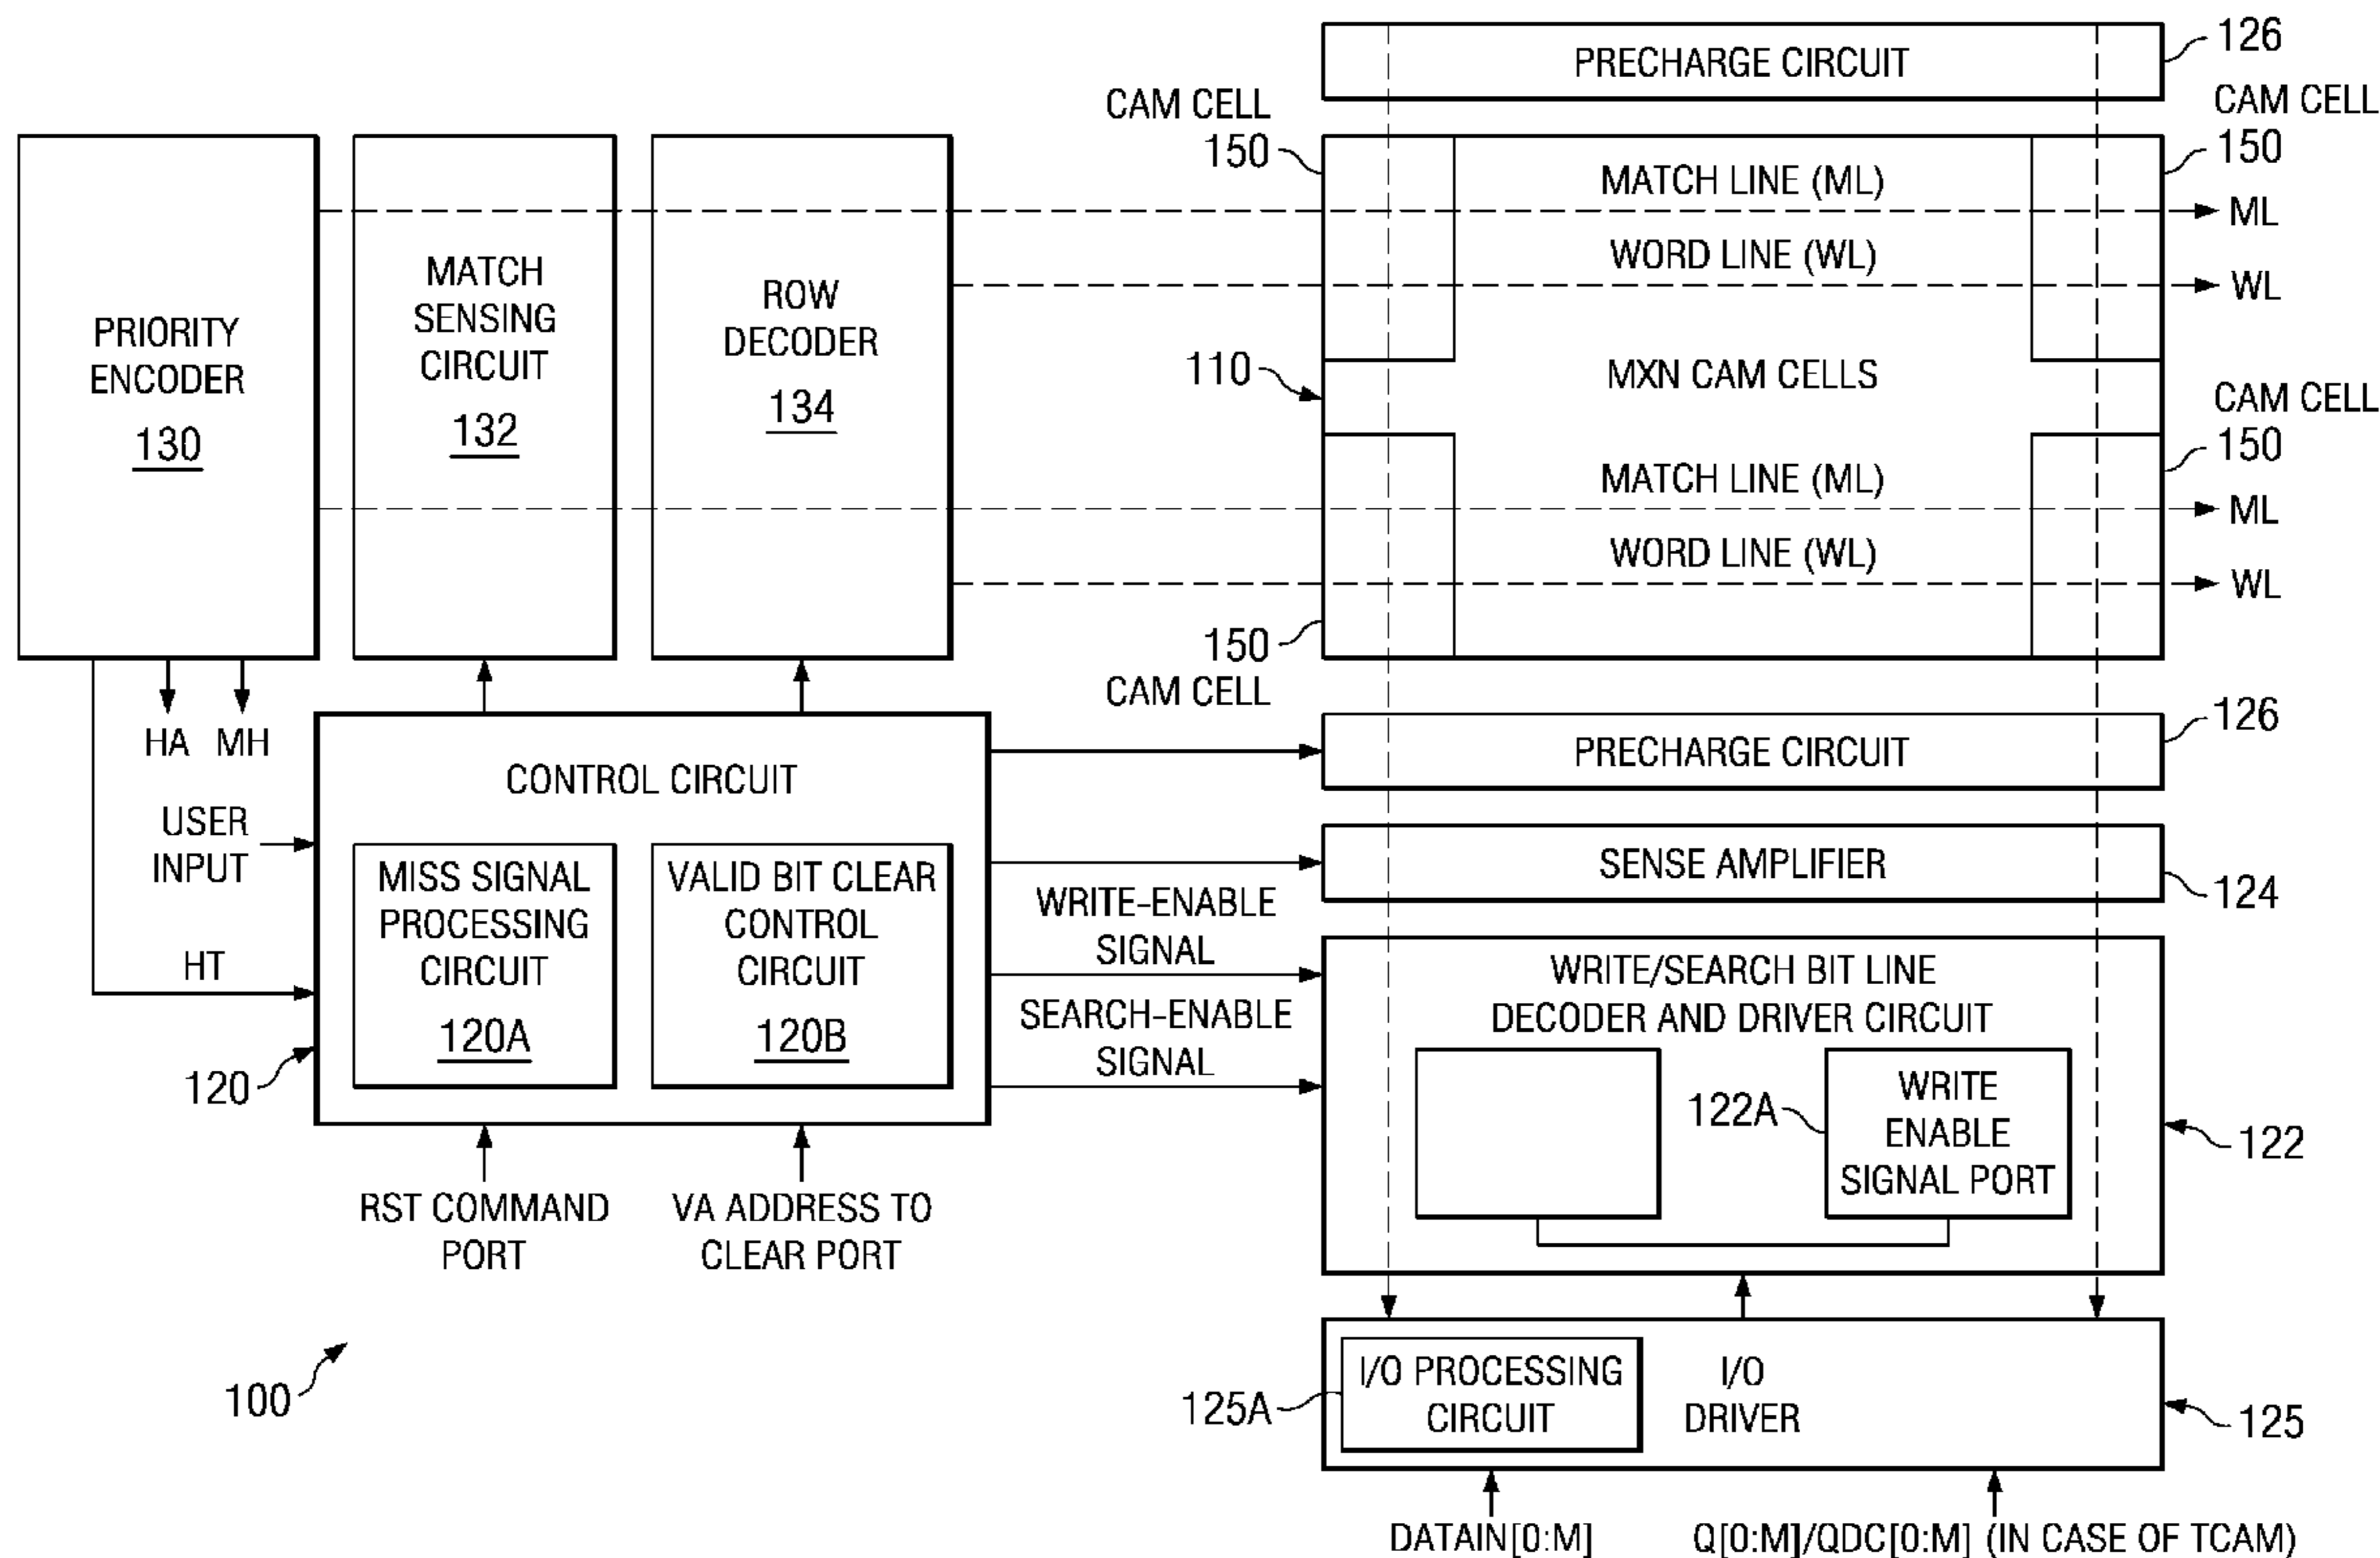 PRECHARGE CIRCUIT
126
CAM CELL
150
CAM CELL
150
PRIORITY
ENCODER
130
MATCH
SENSING
CIRCUIT
132
ROW
DECODER
134
MATCH LINE (ML)
ML
WORD LINE (WL)
WL
110
MXN CAM CELLS
CAM CELL
150
MATCH LINE (ML)
ML
WORD LINE (WL)
WL
150
CAM CELL
HA MH
USER
INPUT
HT
120
CONTROL CIRCUIT
MISS SIGNAL
PROCESSING
CIRCUIT
120A
VALID BIT CLEAR
CONTROL
CIRCUIT
120B
RST COMMAND
PORT
VA ADDRESS TO
CLEAR PORT
PRECHARGE CIRCUIT
126
SENSE AMPLIFIER
124
WRITE-ENABLE
SIGNAL
SEARCH-ENABLE
SIGNAL
WRITE/SEARCH BIT LINE
DECODER AND DRIVER CIRCUIT
122A
WRITE
ENABLE
SIGNAL PORT
122
100
125A
I/O PROCESSING
CIRCUIT
I/O
DRIVER
125
DATAIN[0:M]
Q[0:M]/QDC[0:M] (IN CASE OF TCAM)